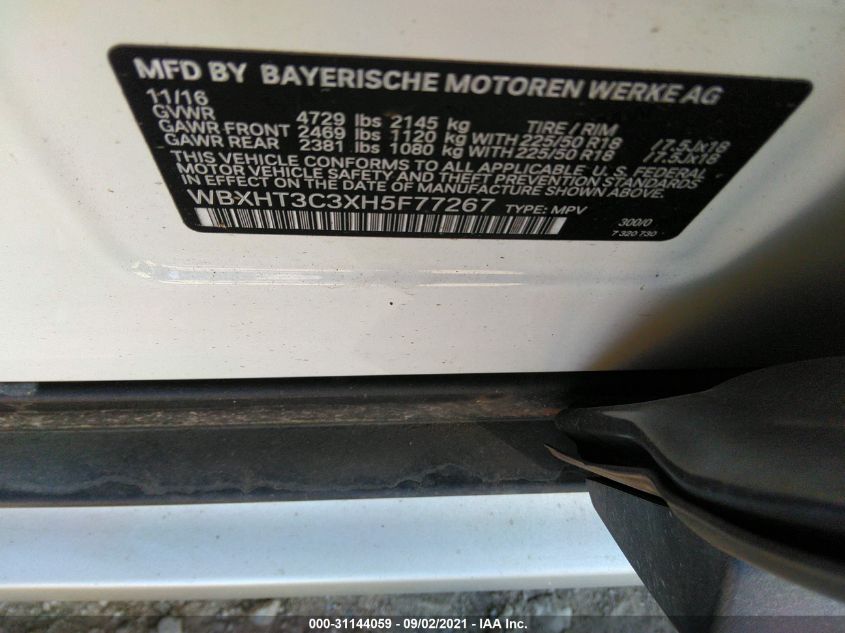 MFD BY BAYERISCHE MOTOREN WERKE AG
11/16
GVWR 4729 lbs 2145 kg TIRE / RIM
GAWR FRONT 2469 lbs 1120 kg WITH 225/50 R18 /7.5Jx18
GAWR REAR 2381 lbs 1080 kg WITH 225/50 R18 /7.5Jx18
THIS VEHICLE CONFORMS TO ALL APPLICABLE U. S. FEDERAL
MOTOR VEHICLE SAFETY AND THEFT PREVENTION STANDARDS
IN EFFECT ON THE DATE OF MANUFACTURE SHOWN ABOVE.
WBXHT3C3XH5F77267 TYPE: MPV
300/0
7 320 730
000-31144059 - 09/02/2021 - IAA Inc.